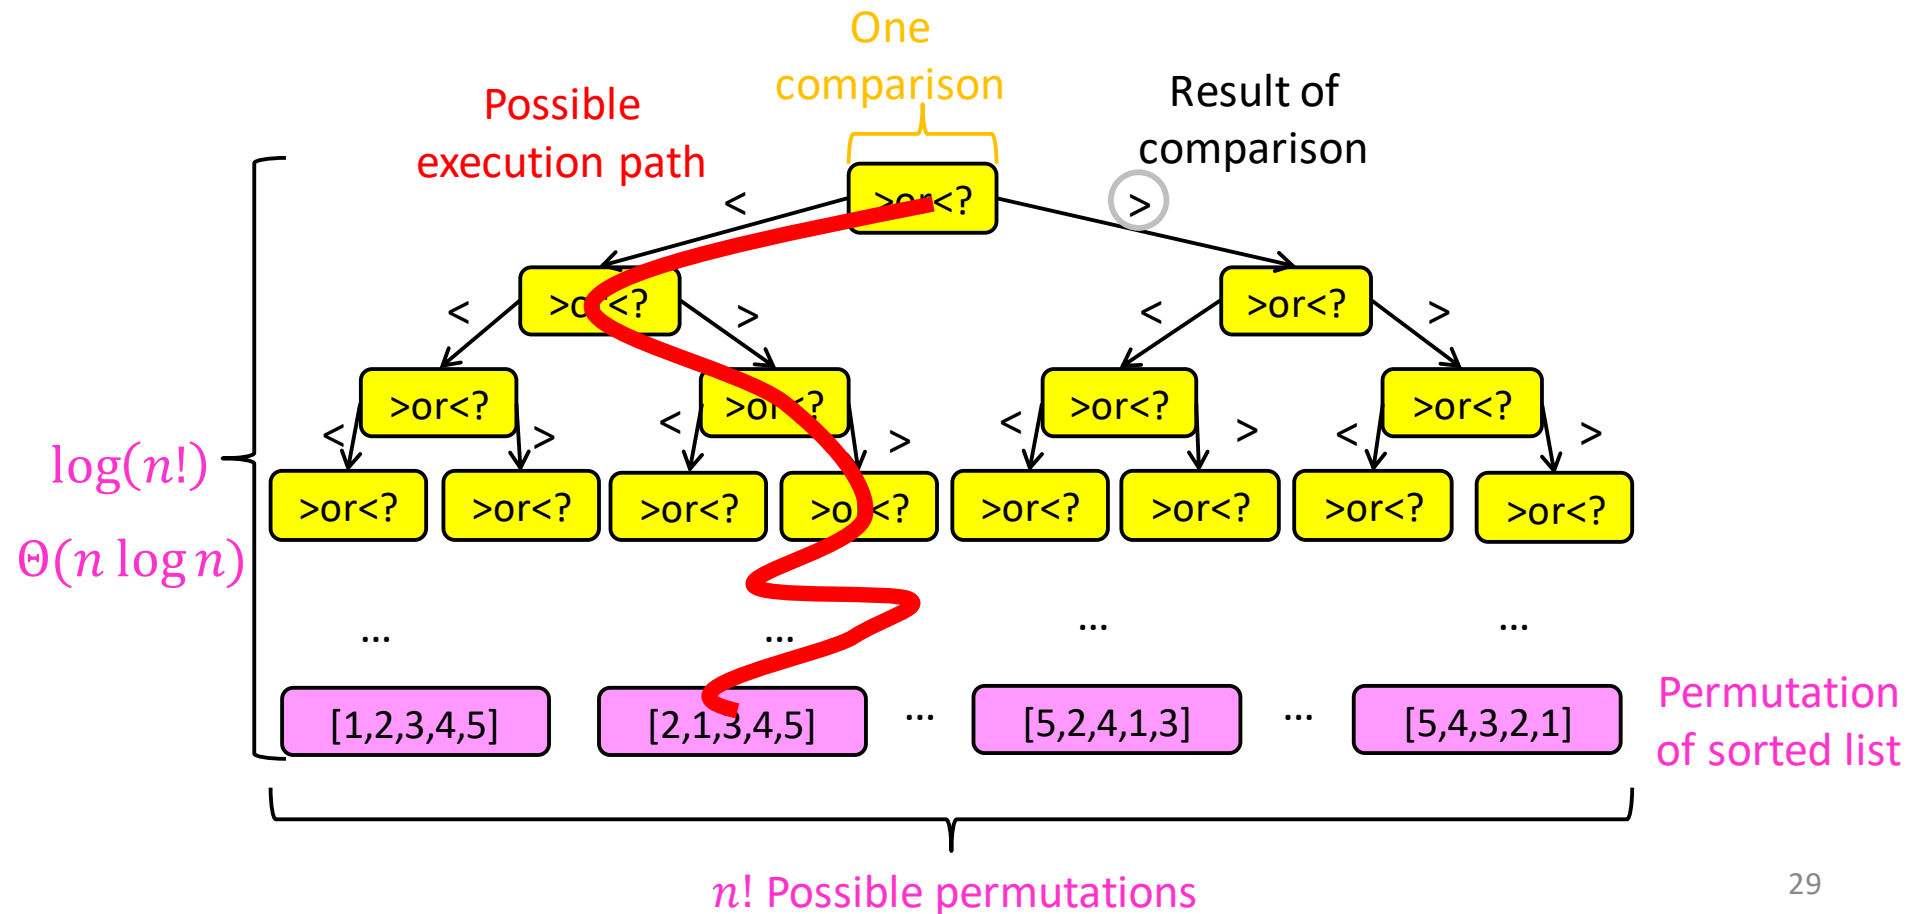 One
comparison
Possible
execution path
Result of
comparison
>or<?
< >
>or<? >or<?
< > < >
>or<? >or<? >or<? >or<?
< > < > < > < >
>or<? >or<? >or<? >or<? >or<? >or<? >or<? >or<?
log(n!)
Θ(n log n)
... ... ... ...
[1,2,3,4,5] [2,1,3,4,5] ... [5,2,4,1,3] ... [5,4,3,2,1]
Permutation
of sorted list
n! Possible permutations
29